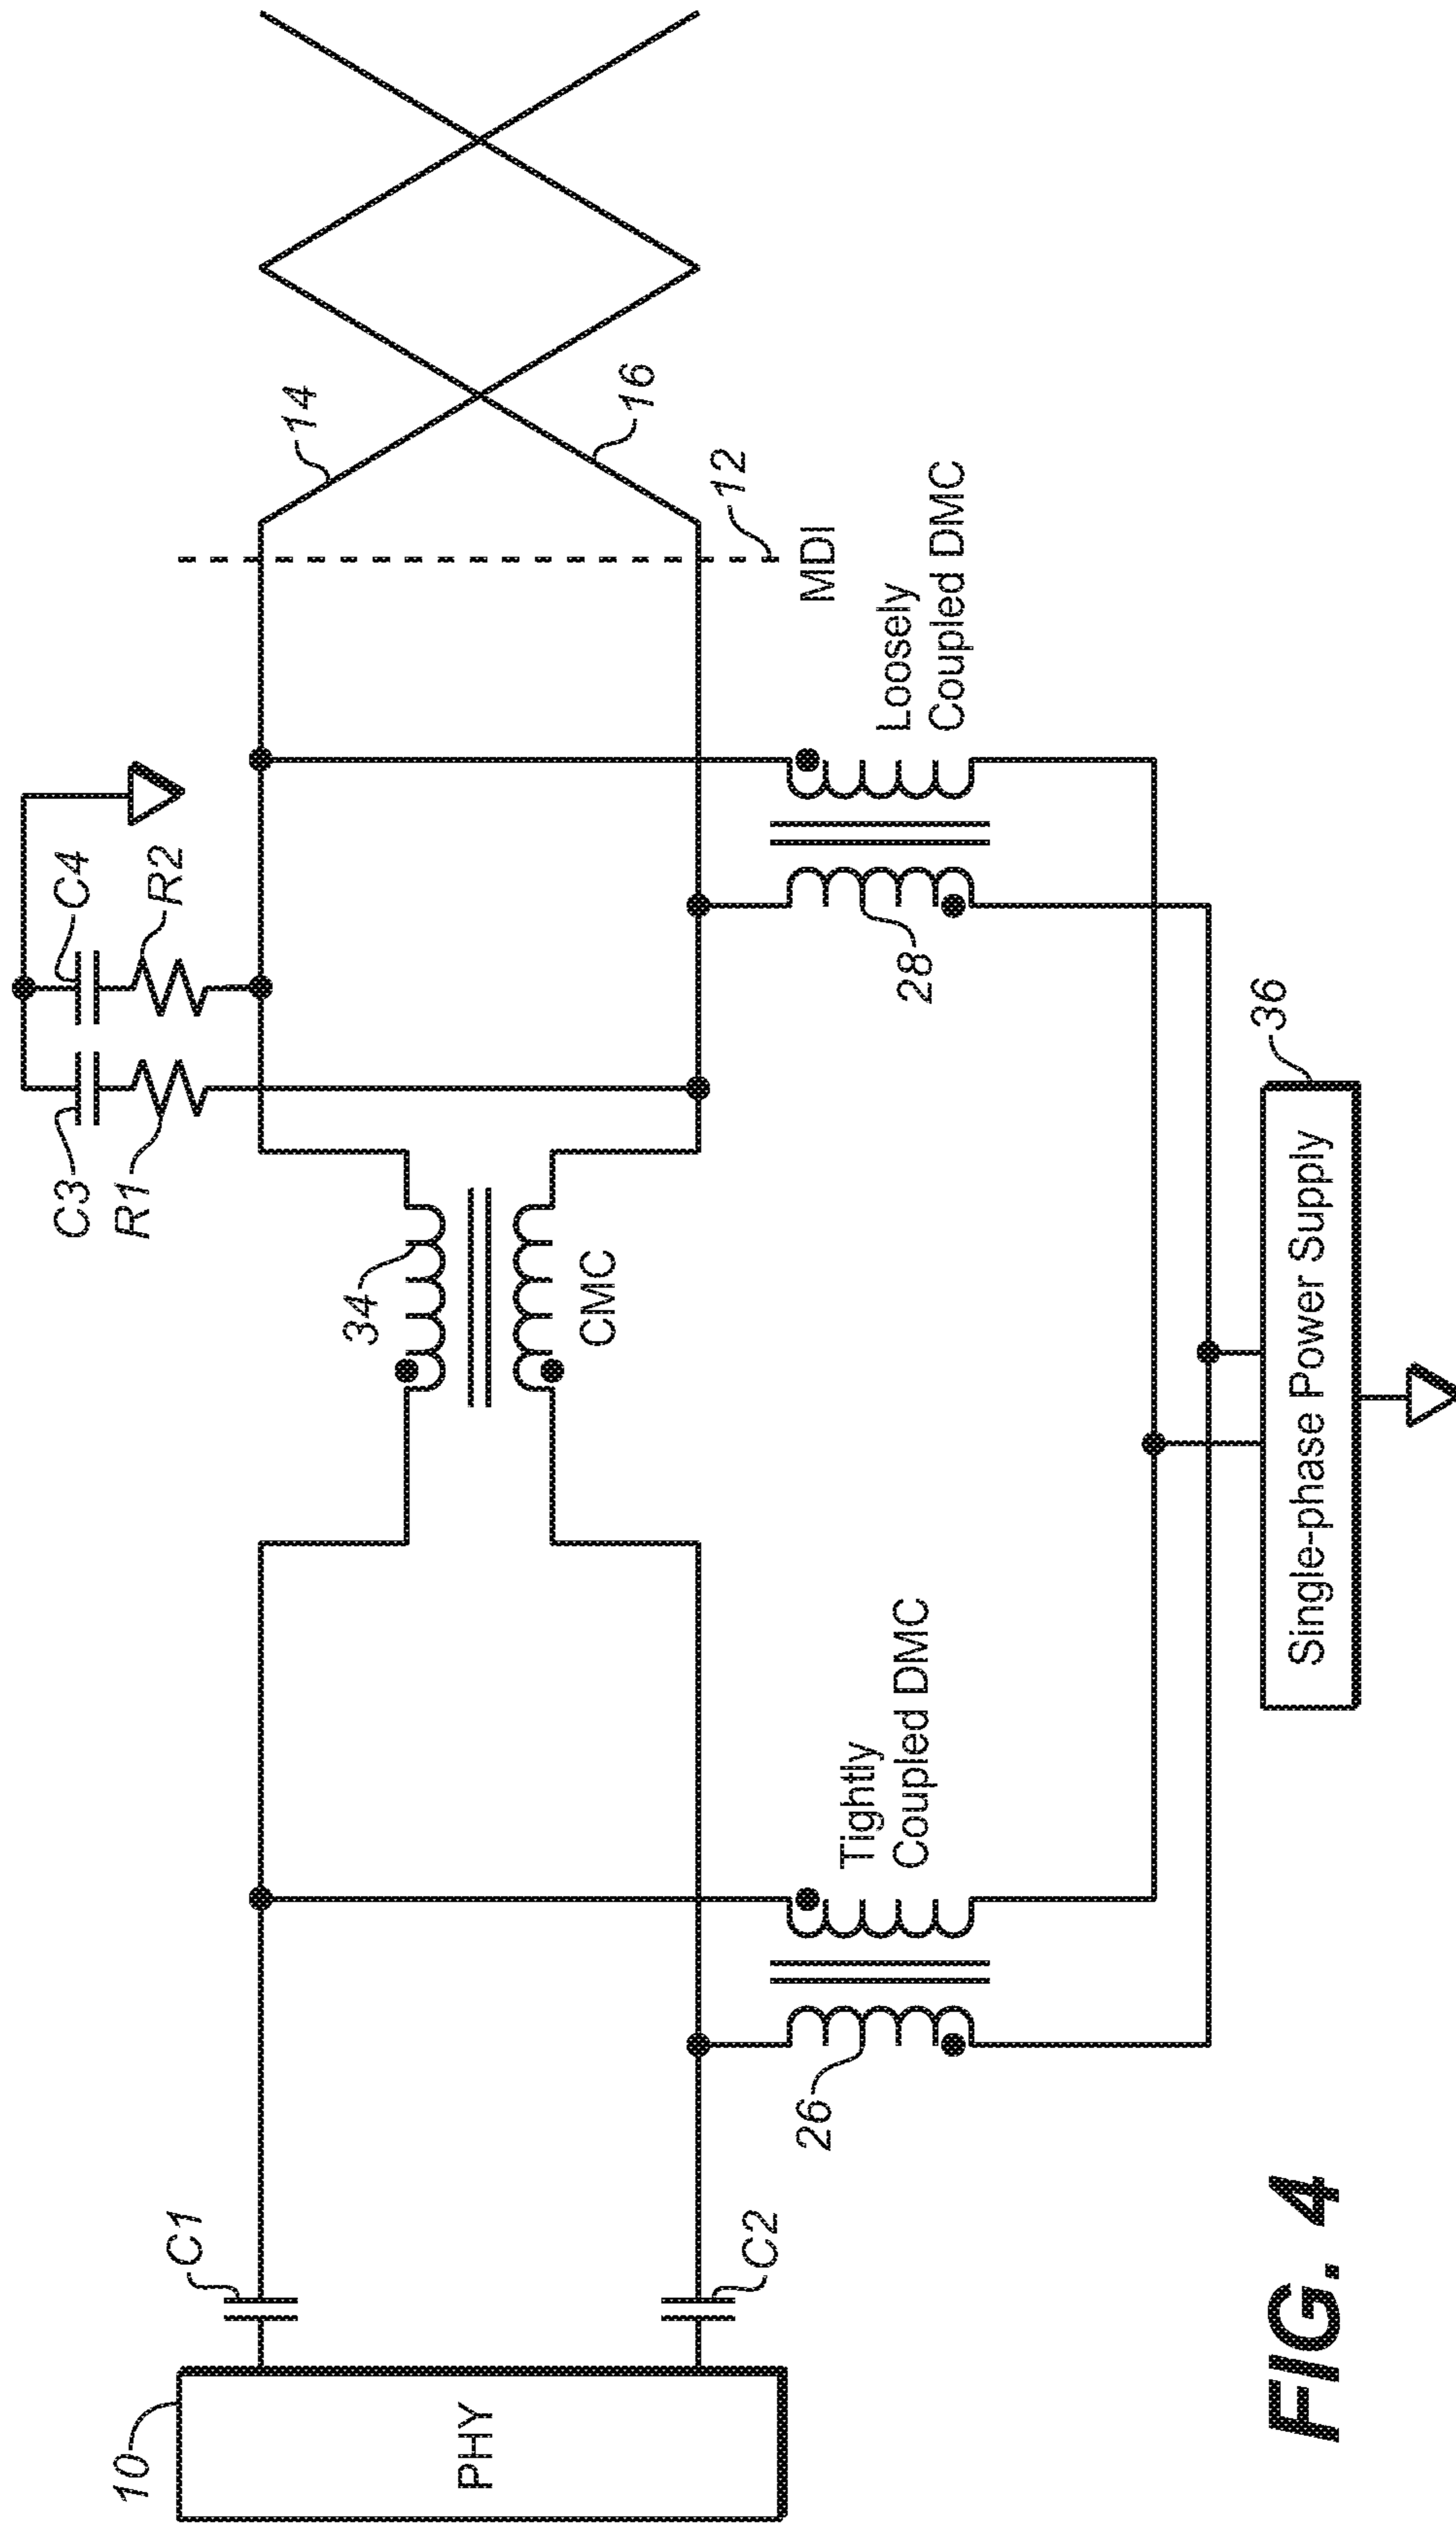 C3
C4
R1
R2
14
16
12
MDI
34
CMC
C1
C2
10
PHY
Tightly
Coupled DMC
26
Loosely
Coupled DMC
28
36
Single-phase Power Supply
FIG. 4